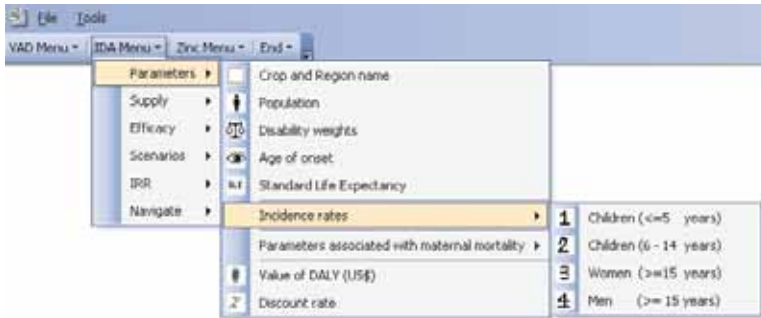 File Tools
VAD Menu IDA Menu Zinc Menu End
Parameters
Supply
Efficacy
Scenarios
IRR
Navigate
Crop and Region name
Population
Disability weights
Age of onset
Standard Life Expectancy
Incidence rates
Parameters associated with maternal mortality
Value of DALY (US$)
Discount rate
1 Children (<=5 years)
2 Children (6 - 14 years)
3 Women (>=15 years)
4 Men (>= 15 years)